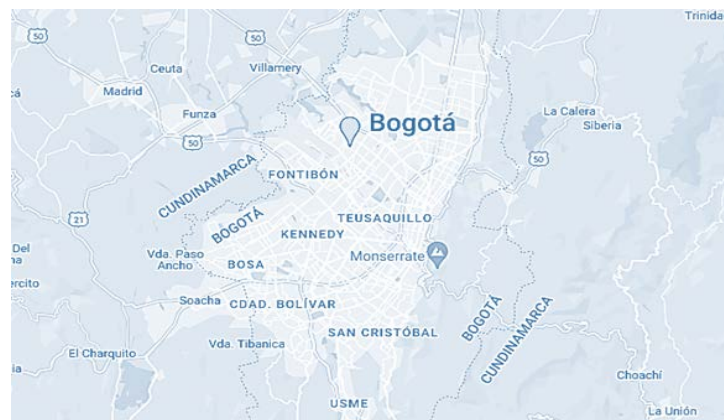 Trinidad
50
50
Ceuta
Villamery
Madrid
Funza
La Calera
Siberia
Bogotá
50
50
FONTIBÓN
CUNDINAMARCA
21
BOGOTÁ
TEUSAQUILLO
KENNEDY
Vda. Paso
Ancho
BOSA
Monserrate
Del
Soacha
CDAD. BOLÍVAR
SAN CRISTÓBAL
BOGOTÁ
CUNDINAMARCA
Vda. Tibanica
El Charquito
Choachí
USME
La Unión